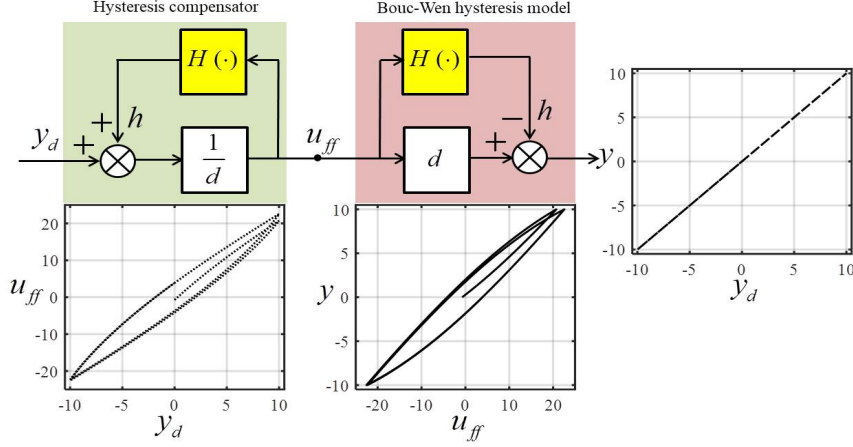 Hysteresis compensator
Bouc-Wen hysteresis model
H (·)
H (·)
+
h
−
h
y_d
+
1/d
u_ff
d
+
y
20
10
0
-10
-20
u_ff
-10 -5 0 5 10
y_d
10
5
0
-5
-10
y
-20 -10 0 10 20
u_ff
10
5
0
-5
-10
-10 -5 0 5 10
y_d